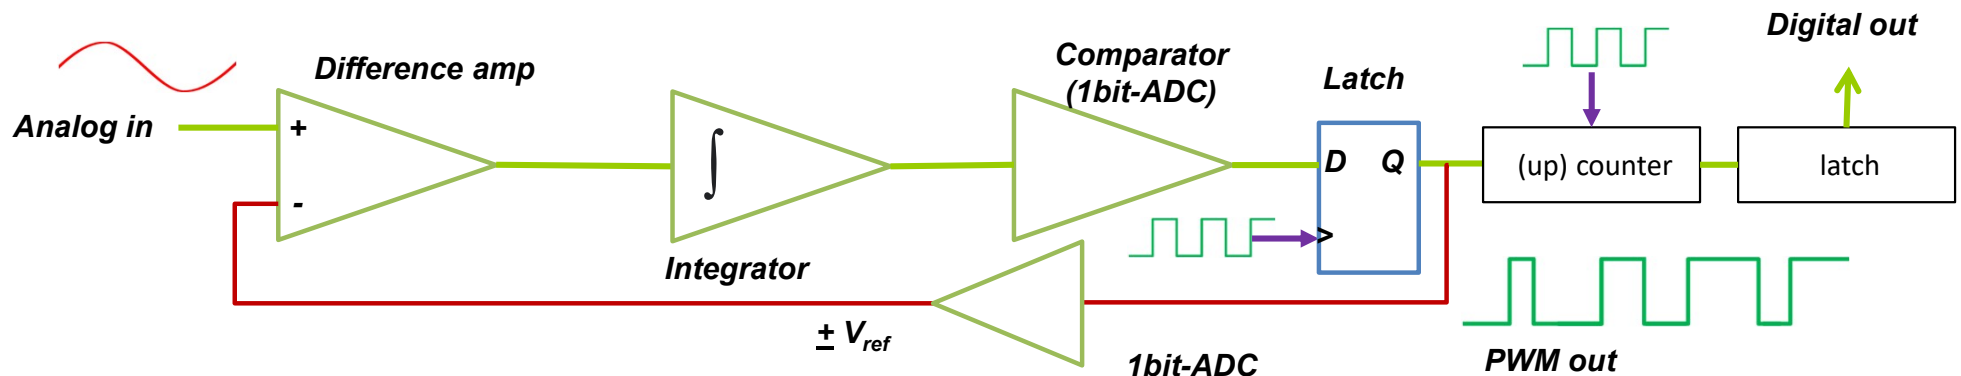 Analog in
Difference amp
+
-
∫
Integrator
Comparator
(1bit-ADC)
Latch
D Q
>
(up) counter
latch
Digital out
± Vref
1bit-ADC
PWM out